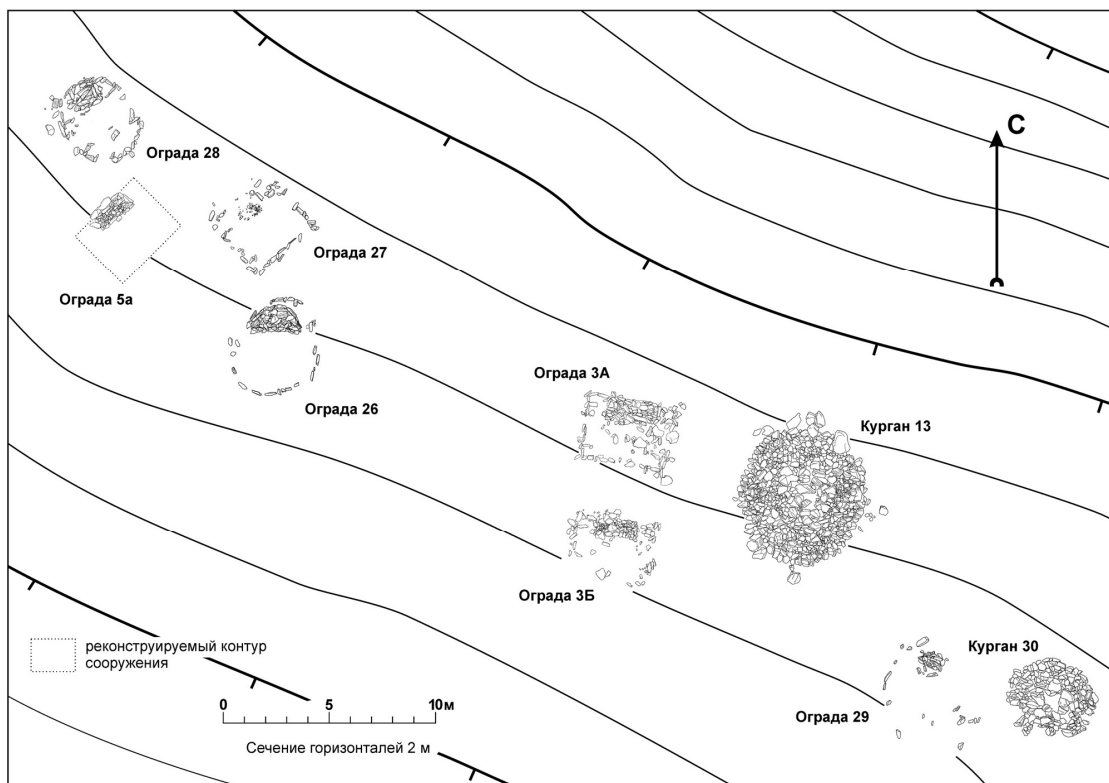 С
Ограда 28
Ограда 27
Ограда 5а
Ограда 3А
Ограда 26
Курган 13
Ограда 3Б
реконструируемый контур
сооружения
Курган 30
0 5 10м
Ограда 29
Сечение горизонталей 2 м